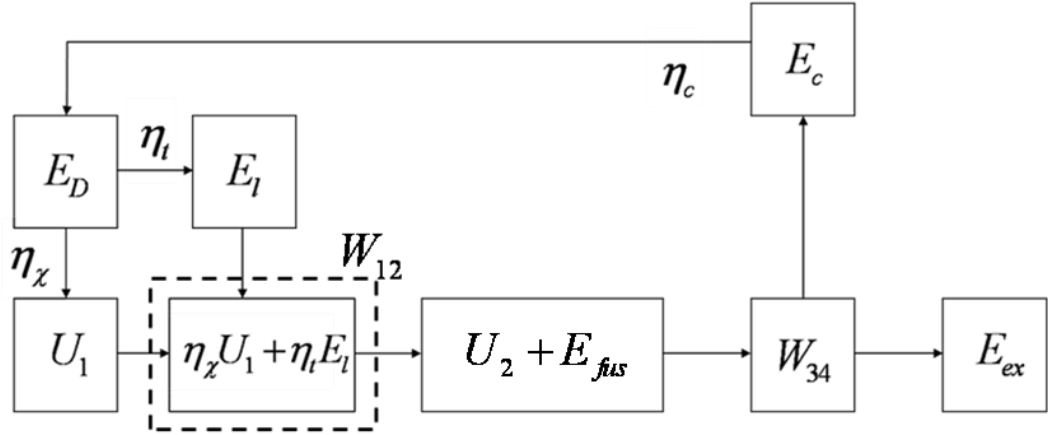 E_c
η_c
E_D
η_t
E_l
η_χ
W_12
U_1
η_χ U_1 + η_t E_l
U_2 + E_fus
W_34
E_ex